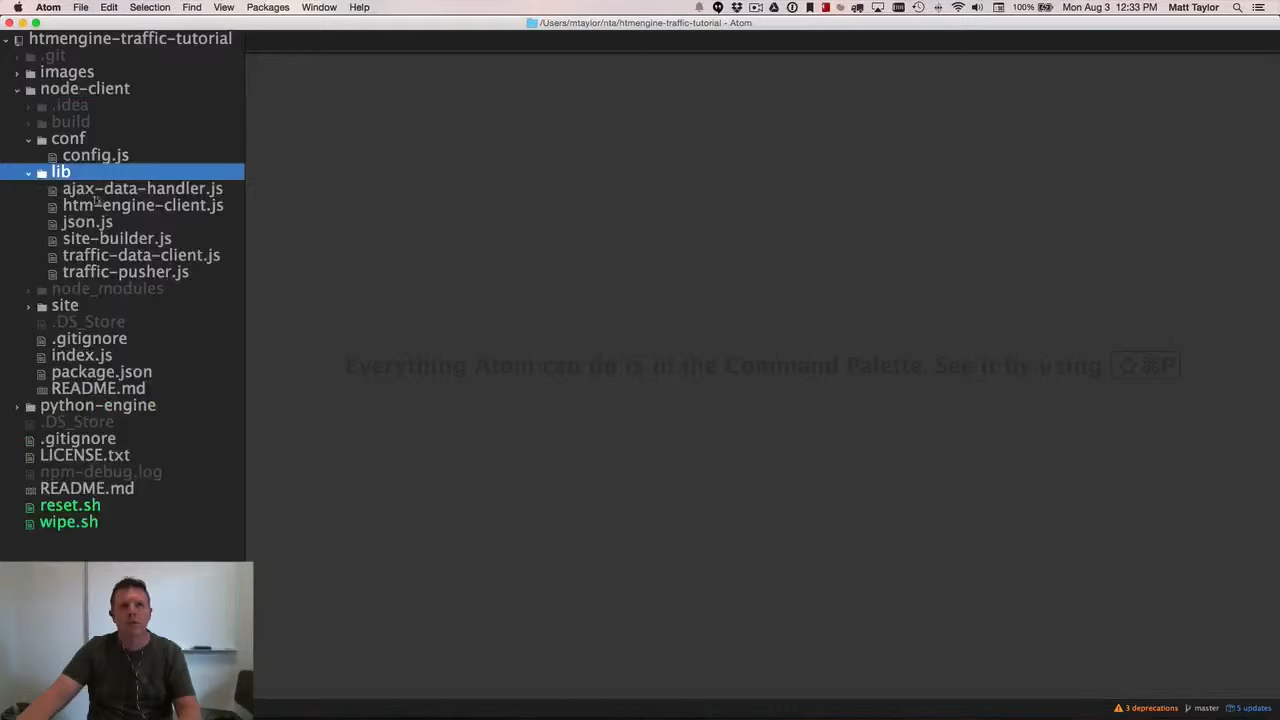 Atom File Edit Selection Find View Packages Window Help
100% Mon Aug 3 12:33 PM Matt Taylor
/Users/mtaylor/nta/htmengine-traffic-tutorial - Atom
htmengine-traffic-tutorial
.git
images
node-client
.idea
build
conf
config.js
lib
ajax-data-handler.js
htm-engine-client.js
json.js
site-builder.js
traffic-data-client.js
traffic-pusher.js
node_modules
site
.DS_Store
.gitignore
index.js
package.json
README.md
python-engine
.DS_Store
.gitignore
LICENSE.txt
npm-debug.log
README.md
reset.sh
wipe.sh
Everything Atom can do is in the Command Palette. See it by using ⇧⌘P
3 deprecations master 5 updates